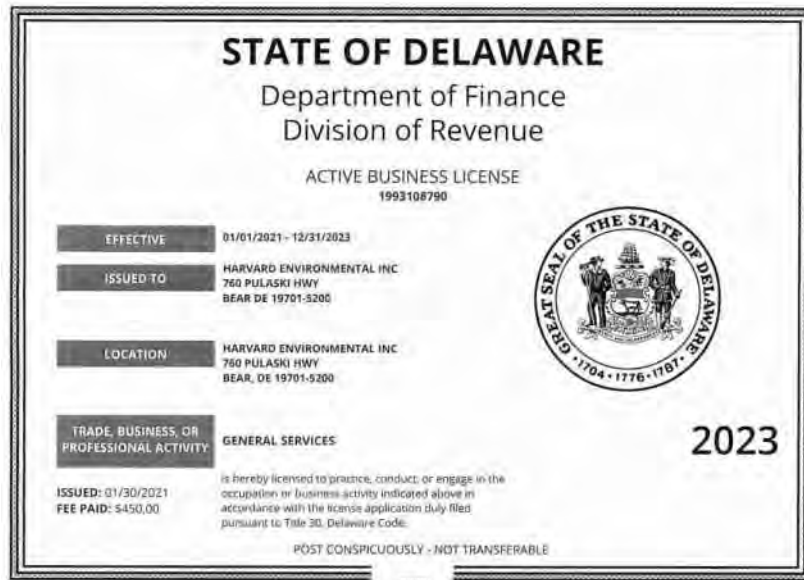 STATE OF DELAWARE
Department of Finance
Division of Revenue
ACTIVE BUSINESS LICENSE
1993108790
EFFECTIVE
01/01/2021 - 12/31/2023
ISSUED TO
HARVARD ENVIRONMENTAL INC
760 PULASKI HWY
BEAR DE 19701-5200
LOCATION
HARVARD ENVIRONMENTAL INC
760 PULASKI HWY
BEAR, DE 19701-5200
TRADE, BUSINESS, OR
PROFESSIONAL ACTIVITY
GENERAL SERVICES
GREAT SEAL OF THE STATE OF DELAWARE
·1704·1776·1787·
2023
ISSUED: 01/30/2021
FEE PAID: $450.00
is hereby licensed to practice, conduct, or engage in the
occupation or business activity indicated above in
accordance with the license application duly filed
pursuant to Title 30, Delaware Code.
POST CONSPICUOUSLY - NOT TRANSFERABLE